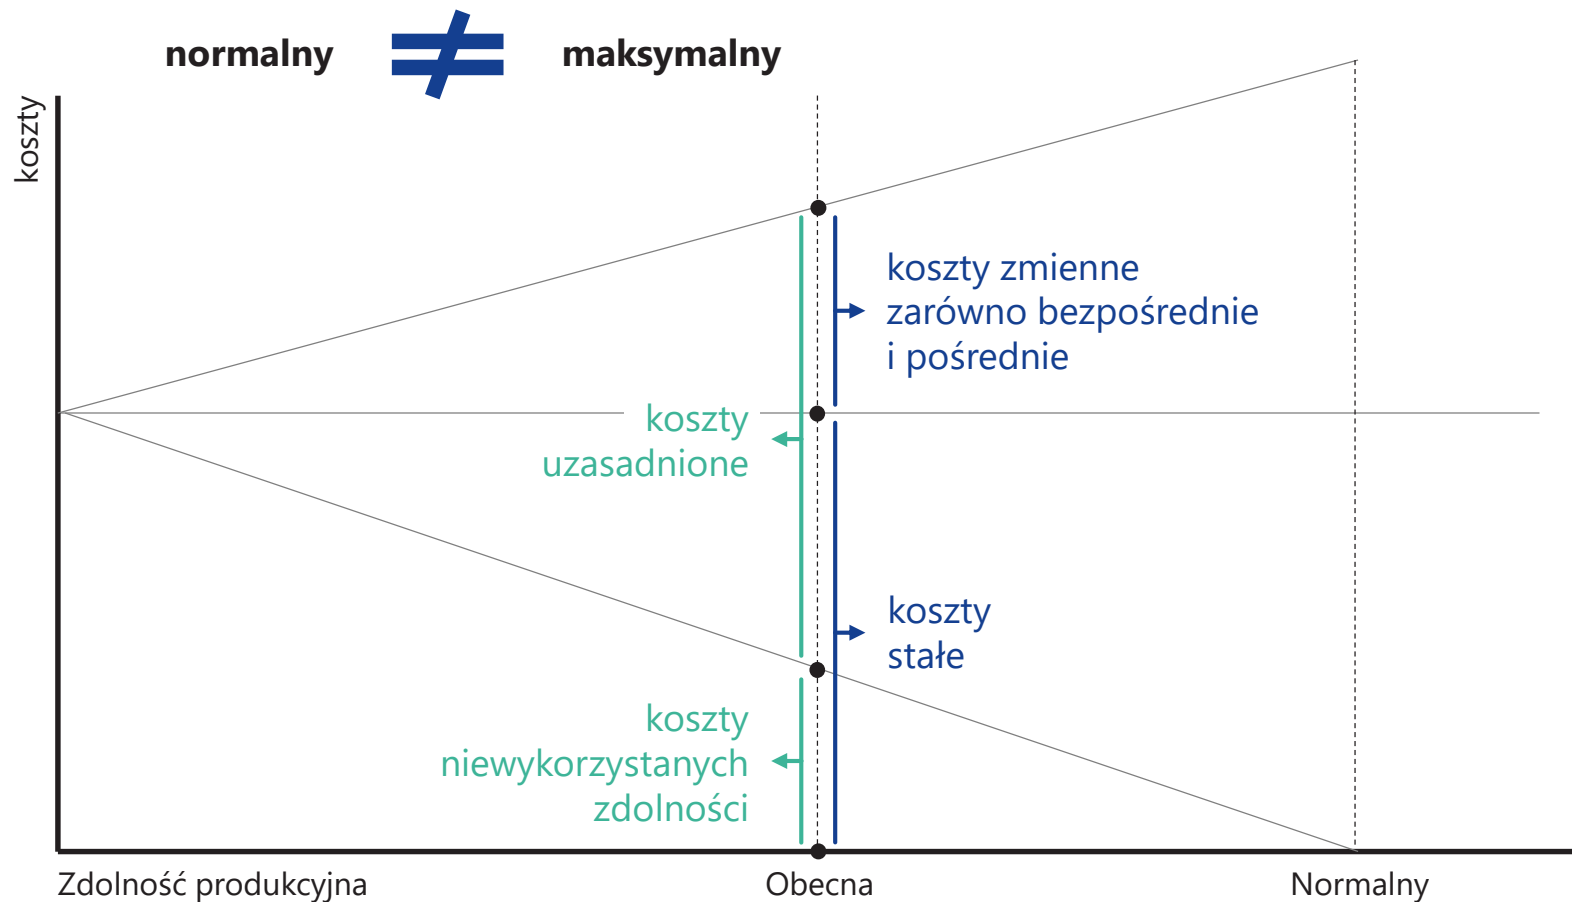 normalny ≠ maksymalny
koszty
koszty zmienne
zarówno bezpośrednie
i pośrednie
koszty
uzasadnione
koszty
stałe
koszty
niewykorzystanych
zdolności
Zdolność produkcyjna
Obecna
Normalny